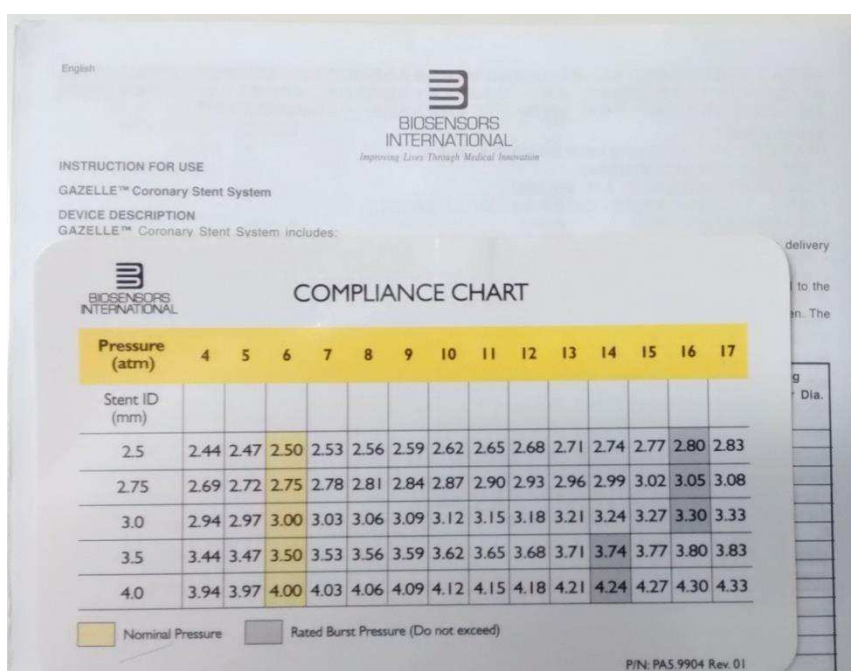 English
BIOSENSORS
INTERNATIONAL
Improving Lives Through Medical Innovation
INSTRUCTION FOR USE
GAZELLE™ Coronary Stent System
DEVICE DESCRIPTION
GAZELLE™ Coronary Stent System includes:
delivery
to the
en. The
g
Dia.
BIOSENSORS
INTERNATIONAL
COMPLIANCE CHART
Pressure (atm) 4 5 6 7 8 9 10 11 12 13 14 15 16 17
Stent ID
(mm)
2.5 2.44 2.47 2.50 2.53 2.56 2.59 2.62 2.65 2.68 2.71 2.74 2.77 2.80 2.83
2.75 2.69 2.72 2.75 2.78 2.81 2.84 2.87 2.90 2.93 2.96 2.99 3.02 3.05 3.08
3.0 2.94 2.97 3.00 3.03 3.06 3.09 3.12 3.15 3.18 3.21 3.24 3.27 3.30 3.33
3.5 3.44 3.47 3.50 3.53 3.56 3.59 3.62 3.65 3.68 3.71 3.74 3.77 3.80 3.83
4.0 3.94 3.97 4.00 4.03 4.06 4.09 4.12 4.15 4.18 4.21 4.24 4.27 4.30 4.33
Nominal Pressure Rated Burst Pressure (Do not exceed)
P/N: PA5.9904 Rev. 01